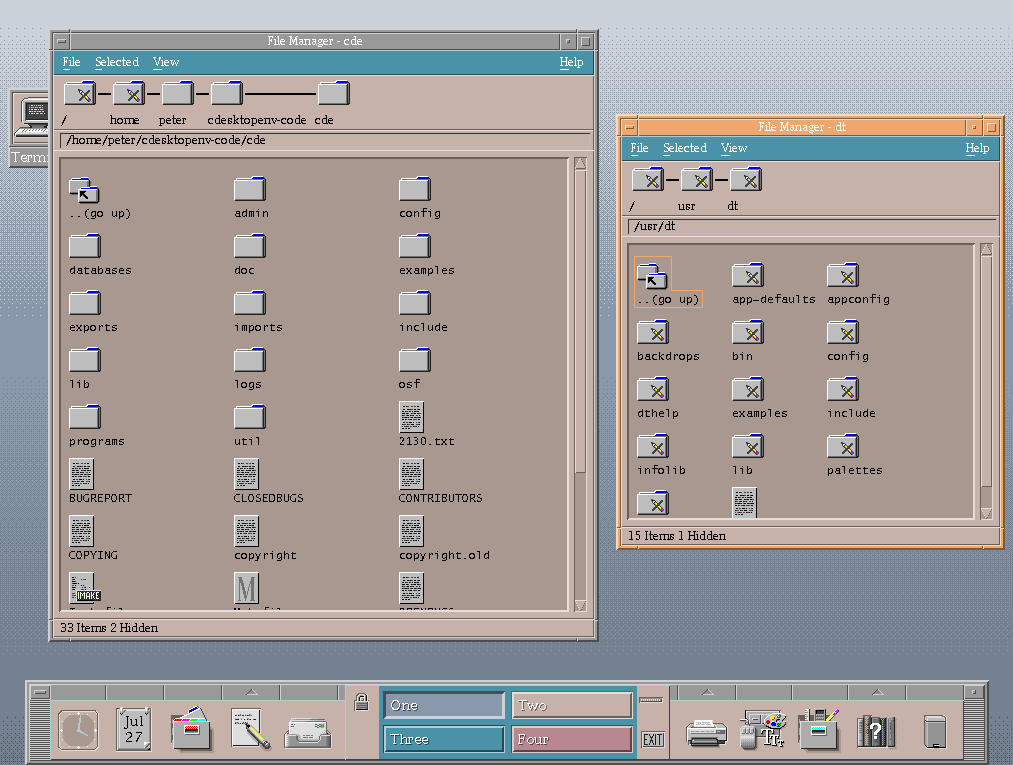 File Manager - cde
File Selected View Help
/ home peter cdesktopenv-code cde
/home/peter/cdesktopenv-code/cde
..(go up) admin config
databases doc examples
exports imports include
lib logs osf
programs util 2130.txt
BUGREPORT CLOSEDBUGS CONTRIBUTORS
COPYING copyright copyright.old
IMAKE M
33 Items 2 Hidden
File Manager - dt
File Selected View Help
/ usr dt
/usr/dt
..(go up) app-defaults appconfig
backdrops bin config
dthelp examples include
infolib lib palettes
15 Items 1 Hidden
Term
Jul
27
One Two
Three Four
EXIT
?